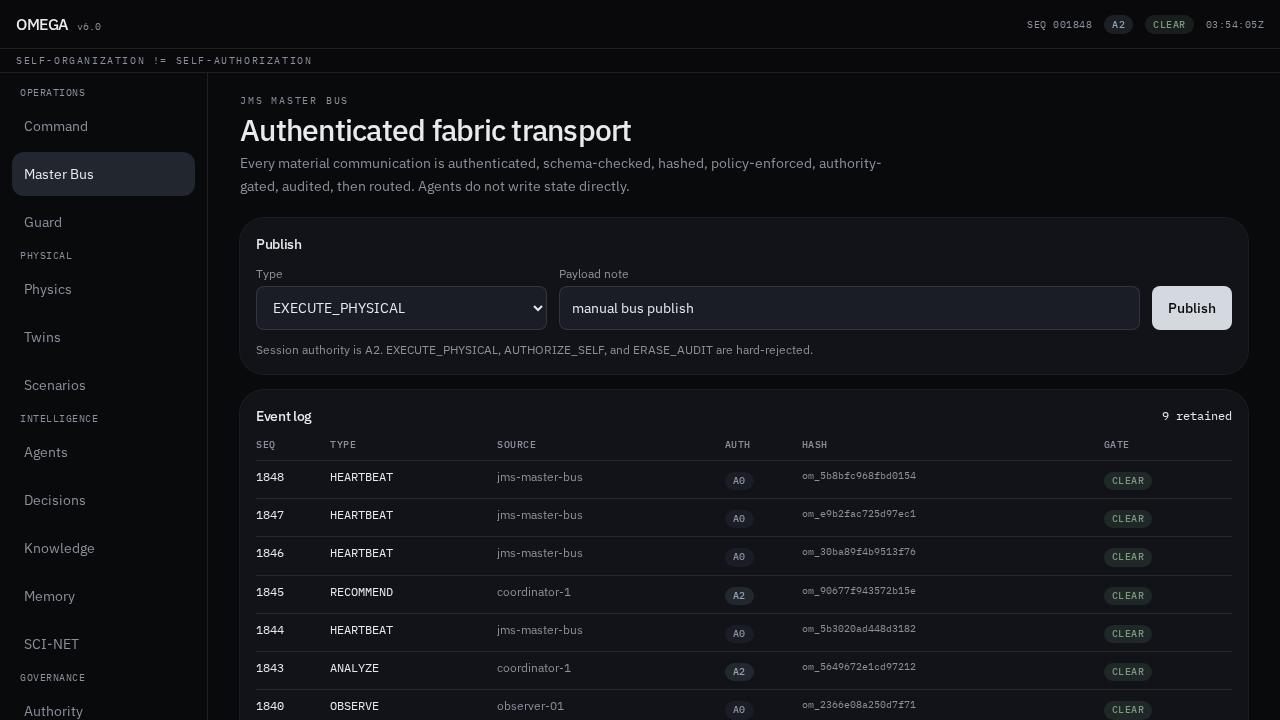 OMEGA v6.0
SEQ 001848 A2 CLEAR 03:54:05Z
SELF-ORGANIZATION != SELF-AUTHORIZATION
OPERATIONS
Command
Master Bus
Guard
PHYSICAL
Physics
Twins
Scenarios
INTELLIGENCE
Agents
Decisions
Knowledge
Memory
SCI-NET
GOVERNANCE
Authority
JMS MASTER BUS
Authenticated fabric transport
Every material communication is authenticated, schema-checked, hashed, policy-enforced, authority-
gated, audited, then routed. Agents do not write state directly.
Publish
Type Payload note
EXECUTE_PHYSICAL manual bus publish Publish
Session authority is A2. EXECUTE_PHYSICAL, AUTHORIZE_SELF, and ERASE_AUDIT are hard-rejected.
Event log 9 retained
SEQ TYPE SOURCE AUTH HASH GATE
1848 HEARTBEAT jms-master-bus A0 om_5b8bfc968fbd0154 CLEAR
1847 HEARTBEAT jms-master-bus A0 om_e9b2fac725d97ec1 CLEAR
1846 HEARTBEAT jms-master-bus A0 om_30ba89f4b9513f76 CLEAR
1845 RECOMMEND coordinator-1 A2 om_90677f943572b15e CLEAR
1844 HEARTBEAT jms-master-bus A0 om_5b3020ad448d3182 CLEAR
1843 ANALYZE coordinator-1 A2 om_5649672e1cd97212 CLEAR
1840 OBSERVE observer-01 A0 om_2366e08a250d7f71 CLEAR